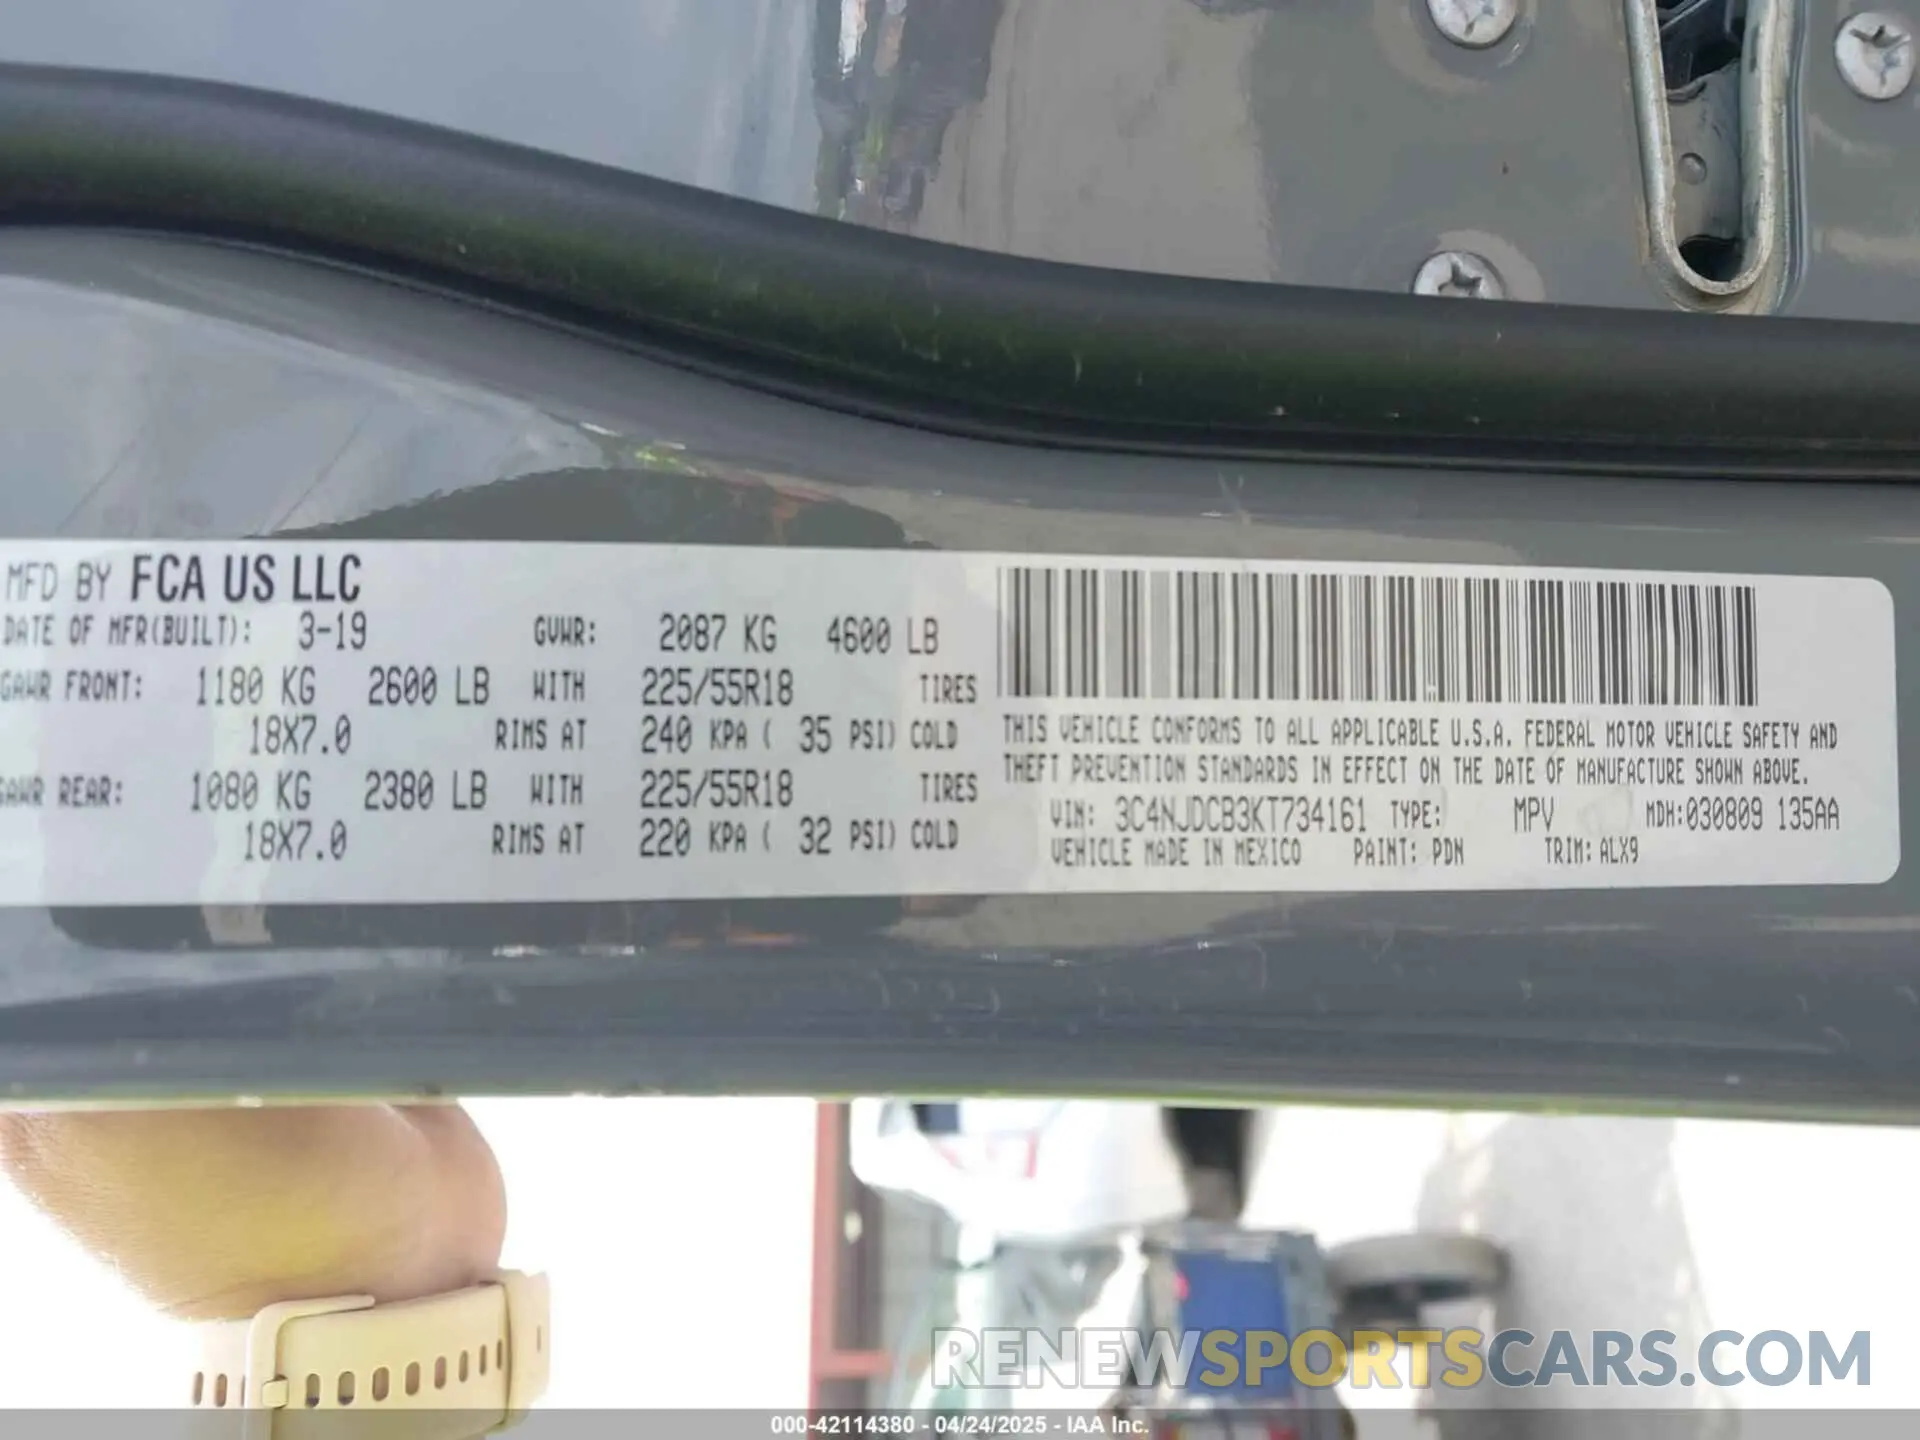 MFD BY FCA US LLC
DATE OF MFR(BUILT): 3-19 GVWR: 2087 KG 4600 LB
GAWR FRONT: 1180 KG 2600 LB WITH 225/55R18 TIRES
18X7.0 RIMS AT 240 KPA ( 35 PSI) COLD
GAWR REAR: 1080 KG 2380 LB WITH 225/55R18 TIRES
18X7.0 RIMS AT 220 KPA ( 32 PSI) COLD
THIS VEHICLE CONFORMS TO ALL APPLICABLE U.S.A. FEDERAL MOTOR VEHICLE SAFETY AND
THEFT PREVENTION STANDARDS IN EFFECT ON THE DATE OF MANUFACTURE SHOWN ABOVE.
VIN: 3C4NJDCB3KT734161 TYPE: MPV MDH:030809 135AA
VEHICLE MADE IN MEXICO PAINT: PDN TRIM: ALX9
RENEWSPORTSCARS.COM
000-42114380 - 04/24/2025 - IAA Inc.